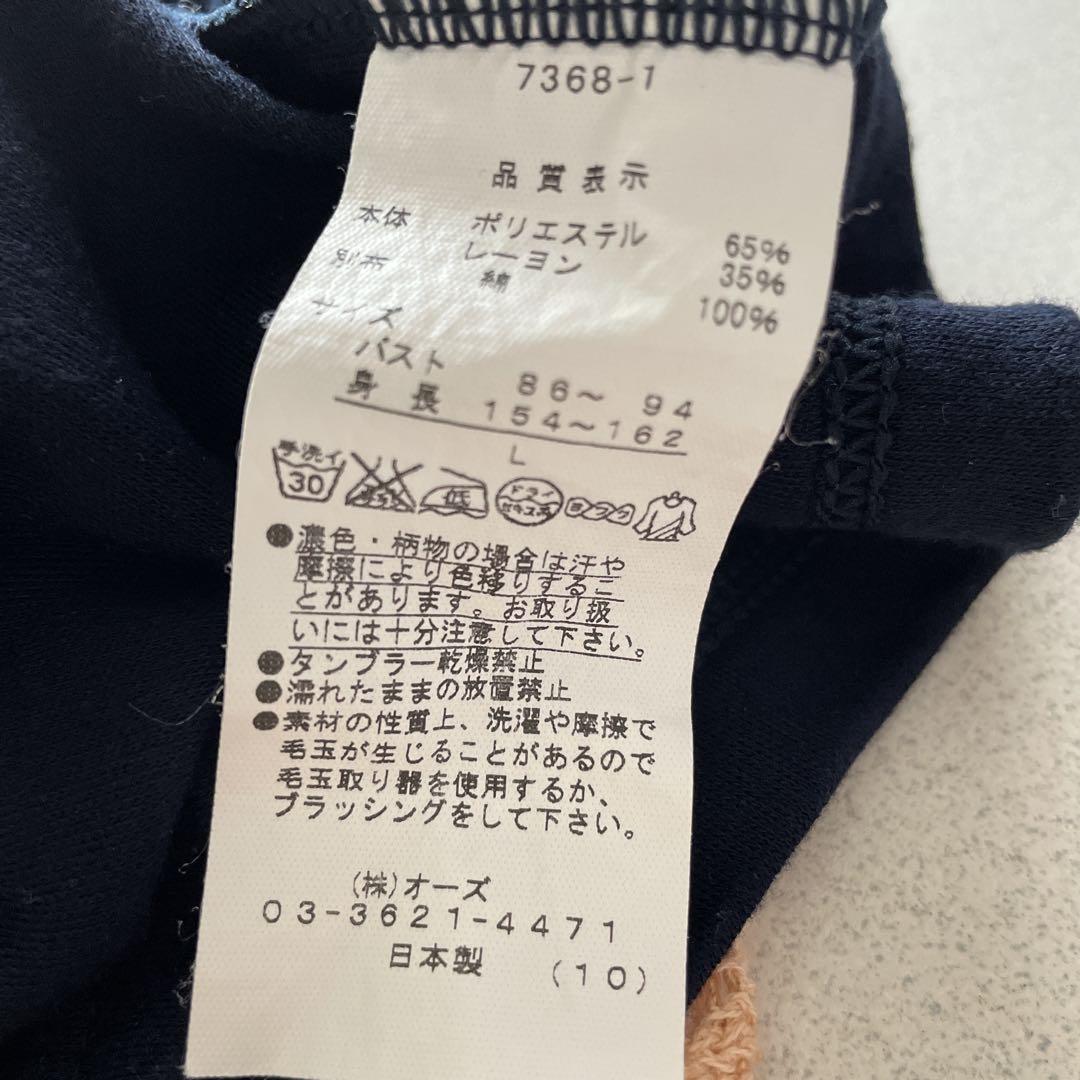 7368-1
品質表示
本体 ポリエステル 65%
レーヨン 35%
別布 綿 100%
サイズ
バスト 86～94
身長 154～162
L
手洗イ 30 低 ドライ セキユ系 ヨワク
●濃色・柄物の場合は汗や
摩擦により色移りするこ
とがあります。お取り扱
いには十分注意して下さい。
●タンブラー乾燥禁止
●濡れたままの放置禁止
●素材の性質上、洗濯や摩擦で
毛玉が生じることがあるので
毛玉取り器を使用するか、
ブラッシングをして下さい。
(株)オーズ
03-3621-4471
日本製 (10)